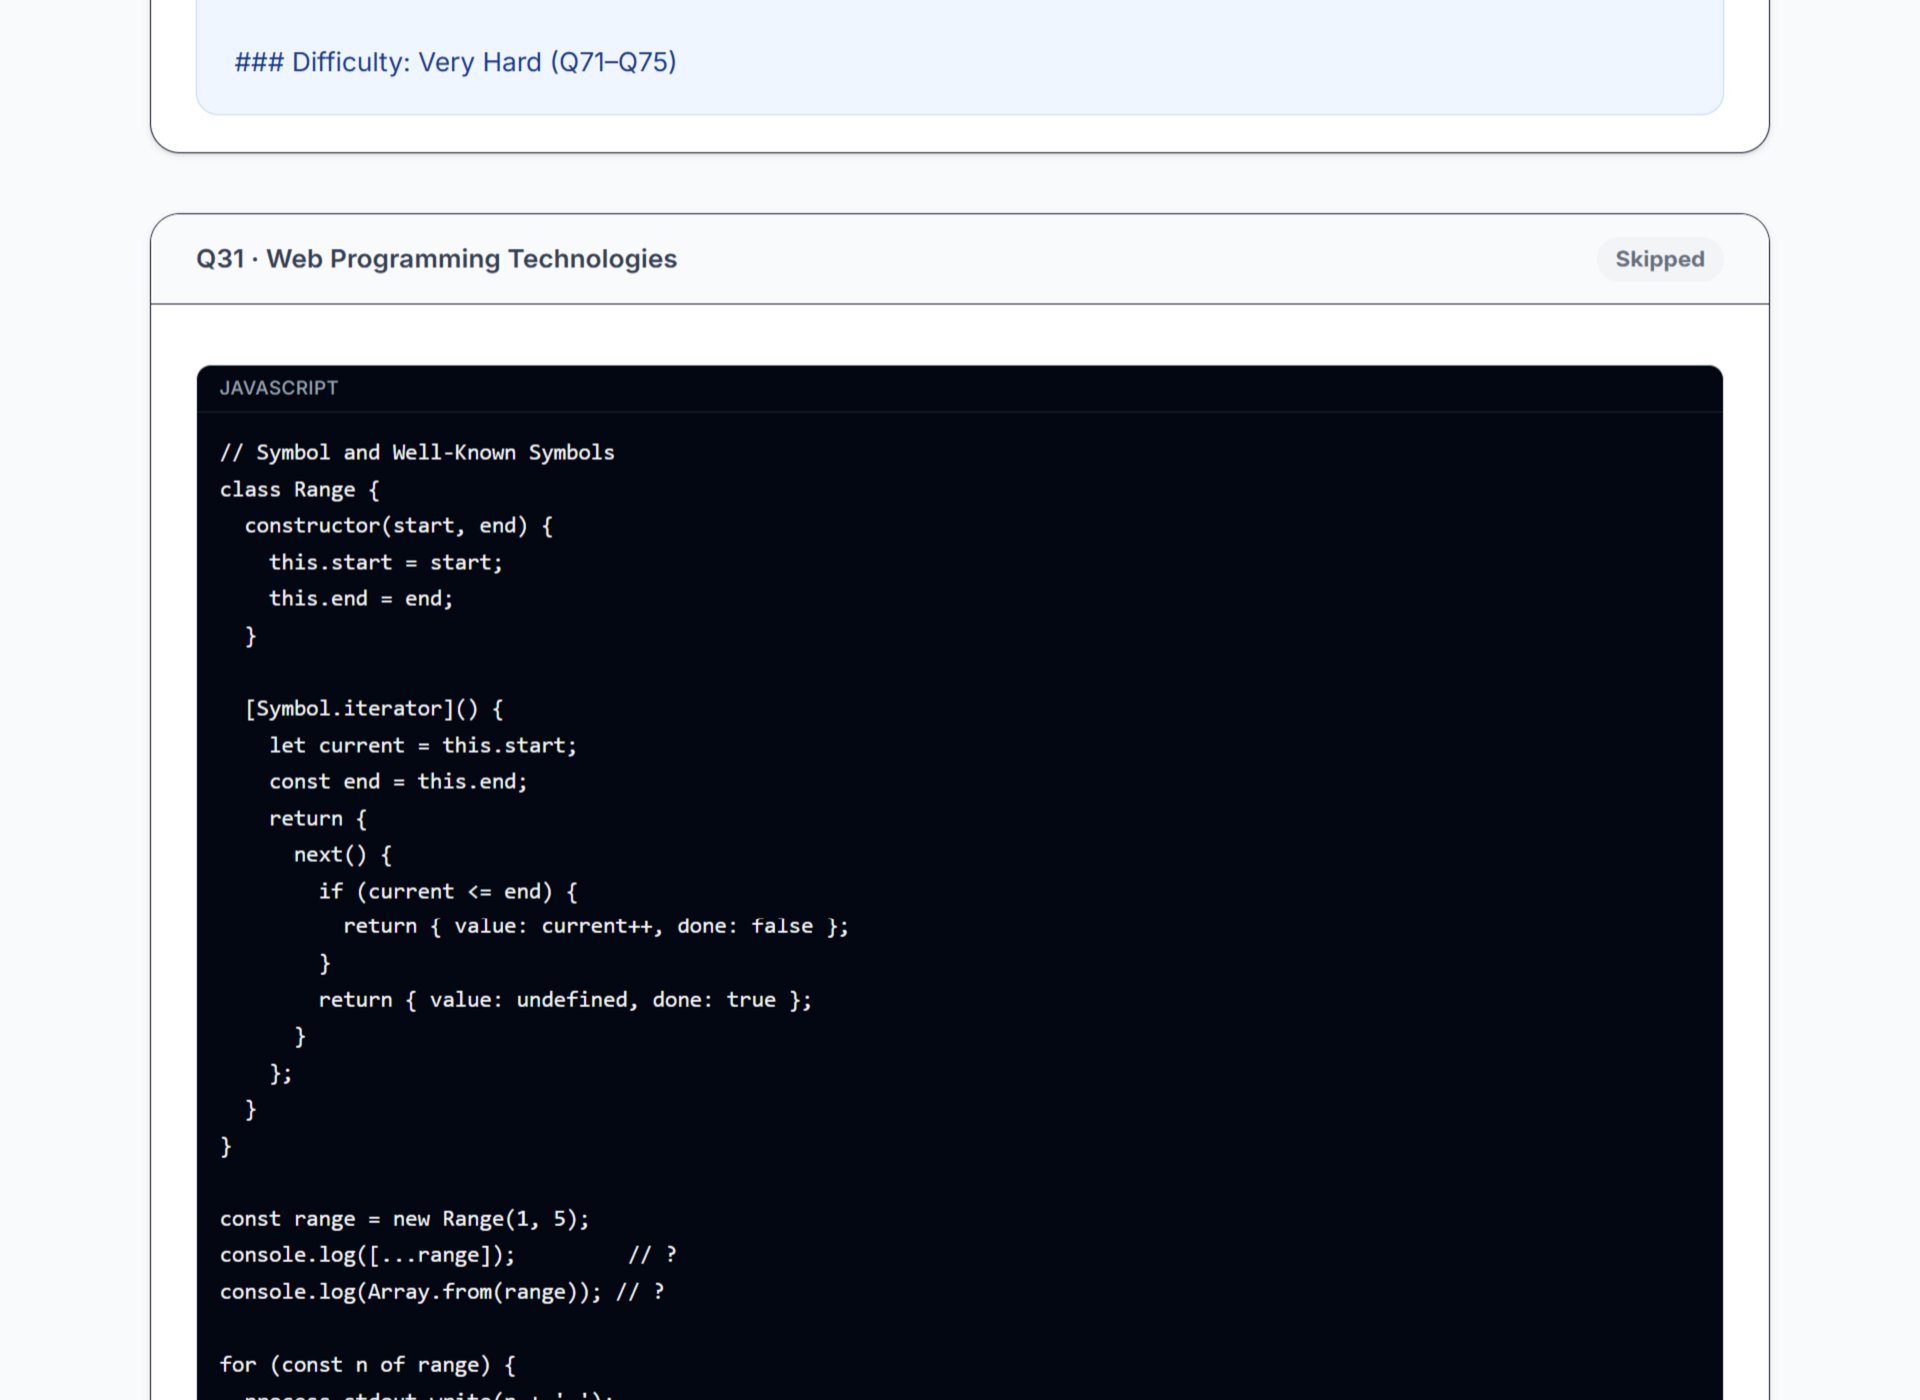 ### Difficulty: Very Hard (Q71–Q75)
Q31 · Web Programming Technologies
Skipped
JAVASCRIPT
// Symbol and Well-Known Symbols
class Range {
  constructor(start, end) {
    this.start = start;
    this.end = end;
  }

  [Symbol.iterator]() {
    let current = this.start;
    const end = this.end;
    return {
      next() {
        if (current <= end) {
          return { value: current++, done: false };
        }
        return { value: undefined, done: true };
      }
    };
  }
}

const range = new Range(1, 5);
console.log([...range]);         // ?
console.log(Array.from(range)); // ?

for (const n of range) {